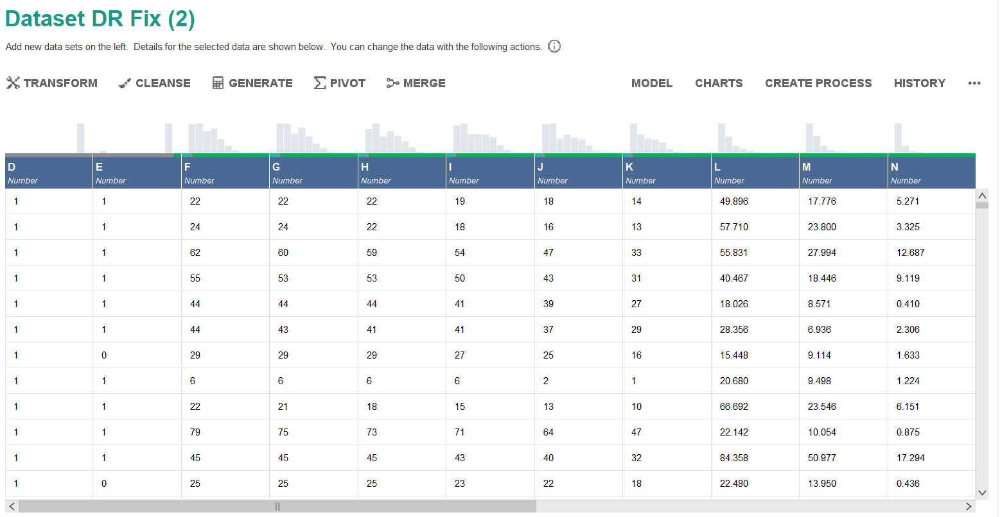 Dataset DR Fix (2)
Add new data sets on the left.  Details for the selected data are shown below.  You can change the data with the following actions.
TRANSFORM CLEANSE GENERATE PIVOT MERGE MODEL CHARTS CREATE PROCESS HISTORY
D E F G H I J K L M N
Number Number Number Number Number Number Number Number Number Number Number
1 1 22 22 22 19 18 14 49.896 17.776 5.271
1 1 24 24 22 18 16 13 57.710 23.800 3.325
1 1 62 60 59 54 47 33 55.831 27.994 12.687
1 1 55 53 53 50 43 31 40.467 18.446 9.119
1 1 44 44 44 41 39 27 18.026 8.571 0.410
1 1 44 43 41 41 37 29 28.356 6.936 2.306
1 0 29 29 29 27 25 16 15.448 9.114 1.633
1 1 6 6 6 6 2 1 20.680 9.498 1.224
1 1 22 21 18 15 13 10 66.692 23.546 6.151
1 1 79 75 73 71 64 47 22.142 10.054 0.875
1 1 45 45 45 43 40 32 84.358 50.977 17.294
1 0 25 25 25 23 22 18 22.480 13.950 0.436